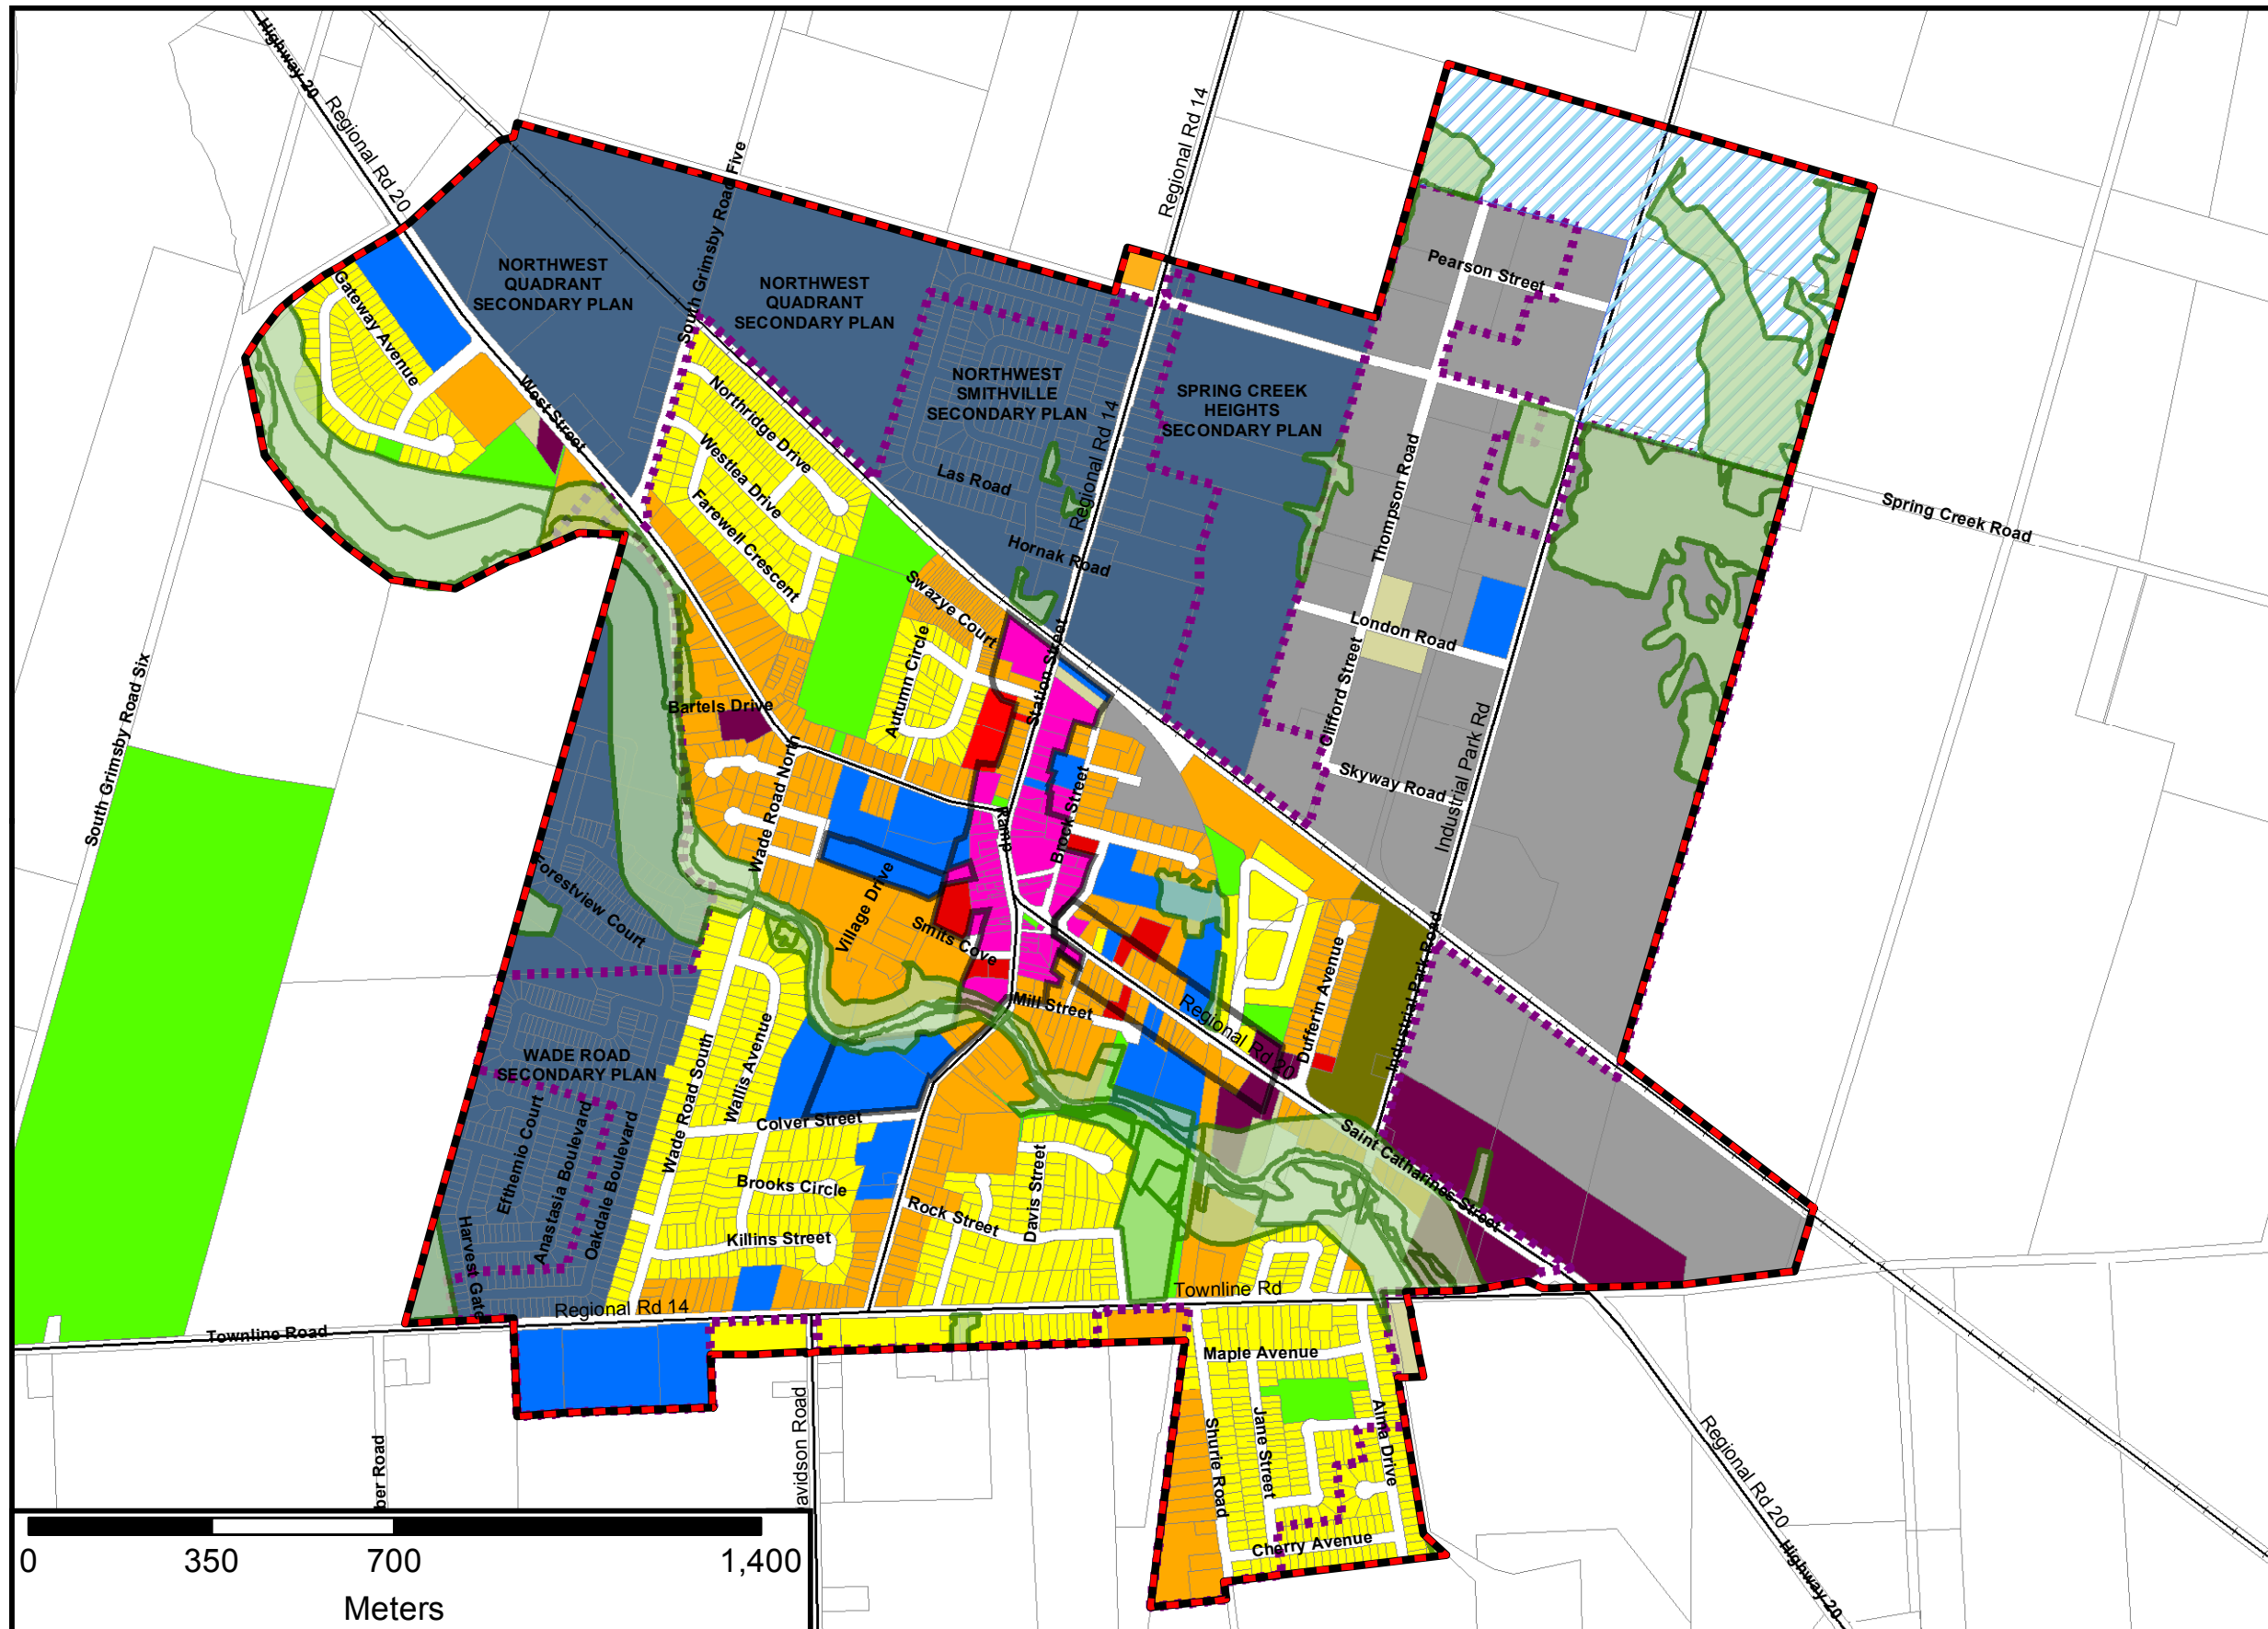 Highway 20
Regional Rd 20
South Grimsby Road Five
Regional Rd 14
NORTHWEST
QUADRANT
SECONDARY PLAN
NORTHWEST
QUADRANT
SECONDARY PLAN
Pearson Street
Gateway Avenue
West Street
Northridge Drive
NORTHWEST
SMITHVILLE
SECONDARY PLAN
SPRING CREEK
HEIGHTS
SECONDARY PLAN
Regional Rd 14
Westlea Drive
Las Road
Thompson Road
Spring Creek Road
Farewell Crescent
Hornak Road
Swazye Court
London Road
Autumn Circle
Station Street
Clifford Street
South Grimsby Road Six
Bartels Drive
Wade Road North
Skyway Road
Industrial Park Rd
Ramp
Brock Street
Forestview Court
Village Drive
Smits Cove
Mill Street
Regional Rd 20
Dufferin Avenue
Industrial Park Road
WADE ROAD
SECONDARY PLAN
Wade Road South
Wallis Avenue
Colver Street
Efthemio Court
Anastasia Boulevard
Oakdale Boulevard
Saint Catharines Street
Brooks Circle
Davis Street
Rock Street
Killins Street
Harvest Gate
Townline Rd
Regional Rd 14
Townline Road
Maple Avenue
Shurie Road
Jane Street
Alma Drive
Cherry Avenue
ber Road
avidson Road
Regional Rd 20
Highway 20
0 350 700 1,400
Meters